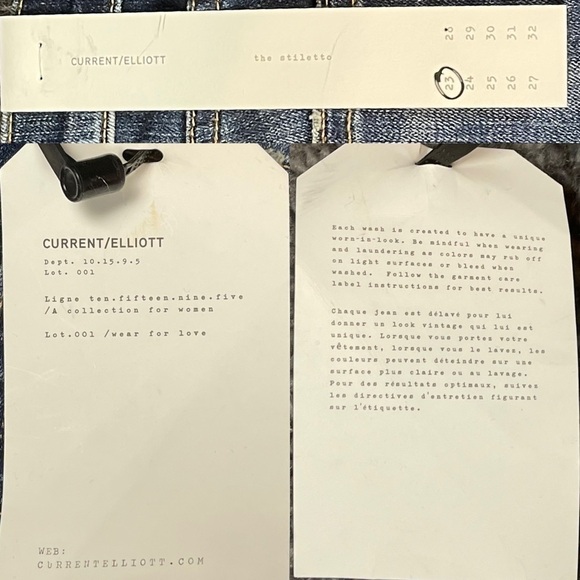 CURRENT/ELLIOTT the stiletto
28 29 30 31 32
23 24 25 26 27
CURRENT/ELLIOTT
Dept. 10.15.9.5
Lot. 001
Ligne ten.fifteen.nine.five
/A collection for women
Lot.001 /wear for love
WEB:
CURRENTELLIOTT.COM
Each wash is created to have a unique
worn-in-look. Be mindful when wearing
and laundering as colors may rub off
on light surfaces or bleed when
washed. Follow the garment care
label instructions for best results.
Chaque jean est délavé pour lui
donner un look vintage qui lui est
unique. Lorsque vous portez votre
vêtement, lorsque vous le laves, les
couleurs peuvent déteindre aur une
surface plus claire ou au lavage.
Pour des résultats optimaux, suives
les directives d'entretien figurant
sur l'étiquette.